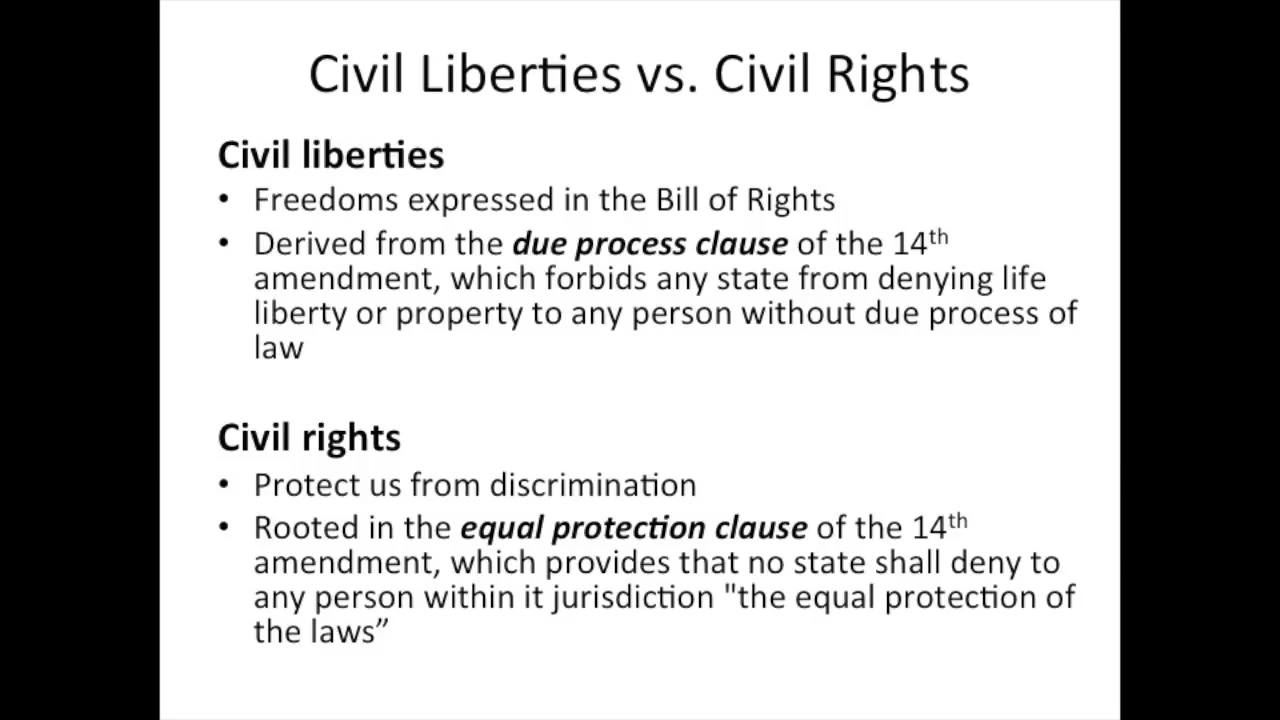 Civil Liberties vs. Civil Rights
Civil liberties
• Freedoms expressed in the Bill of Rights
• Derived from the due process clause of the 14th
amendment, which forbids any state from denying life
liberty or property to any person without due process of
law
Civil rights
• Protect us from discrimination
• Rooted in the equal protection clause of the 14th
amendment, which provides that no state shall deny to
any person within it jurisdiction "the equal protection of
the laws”